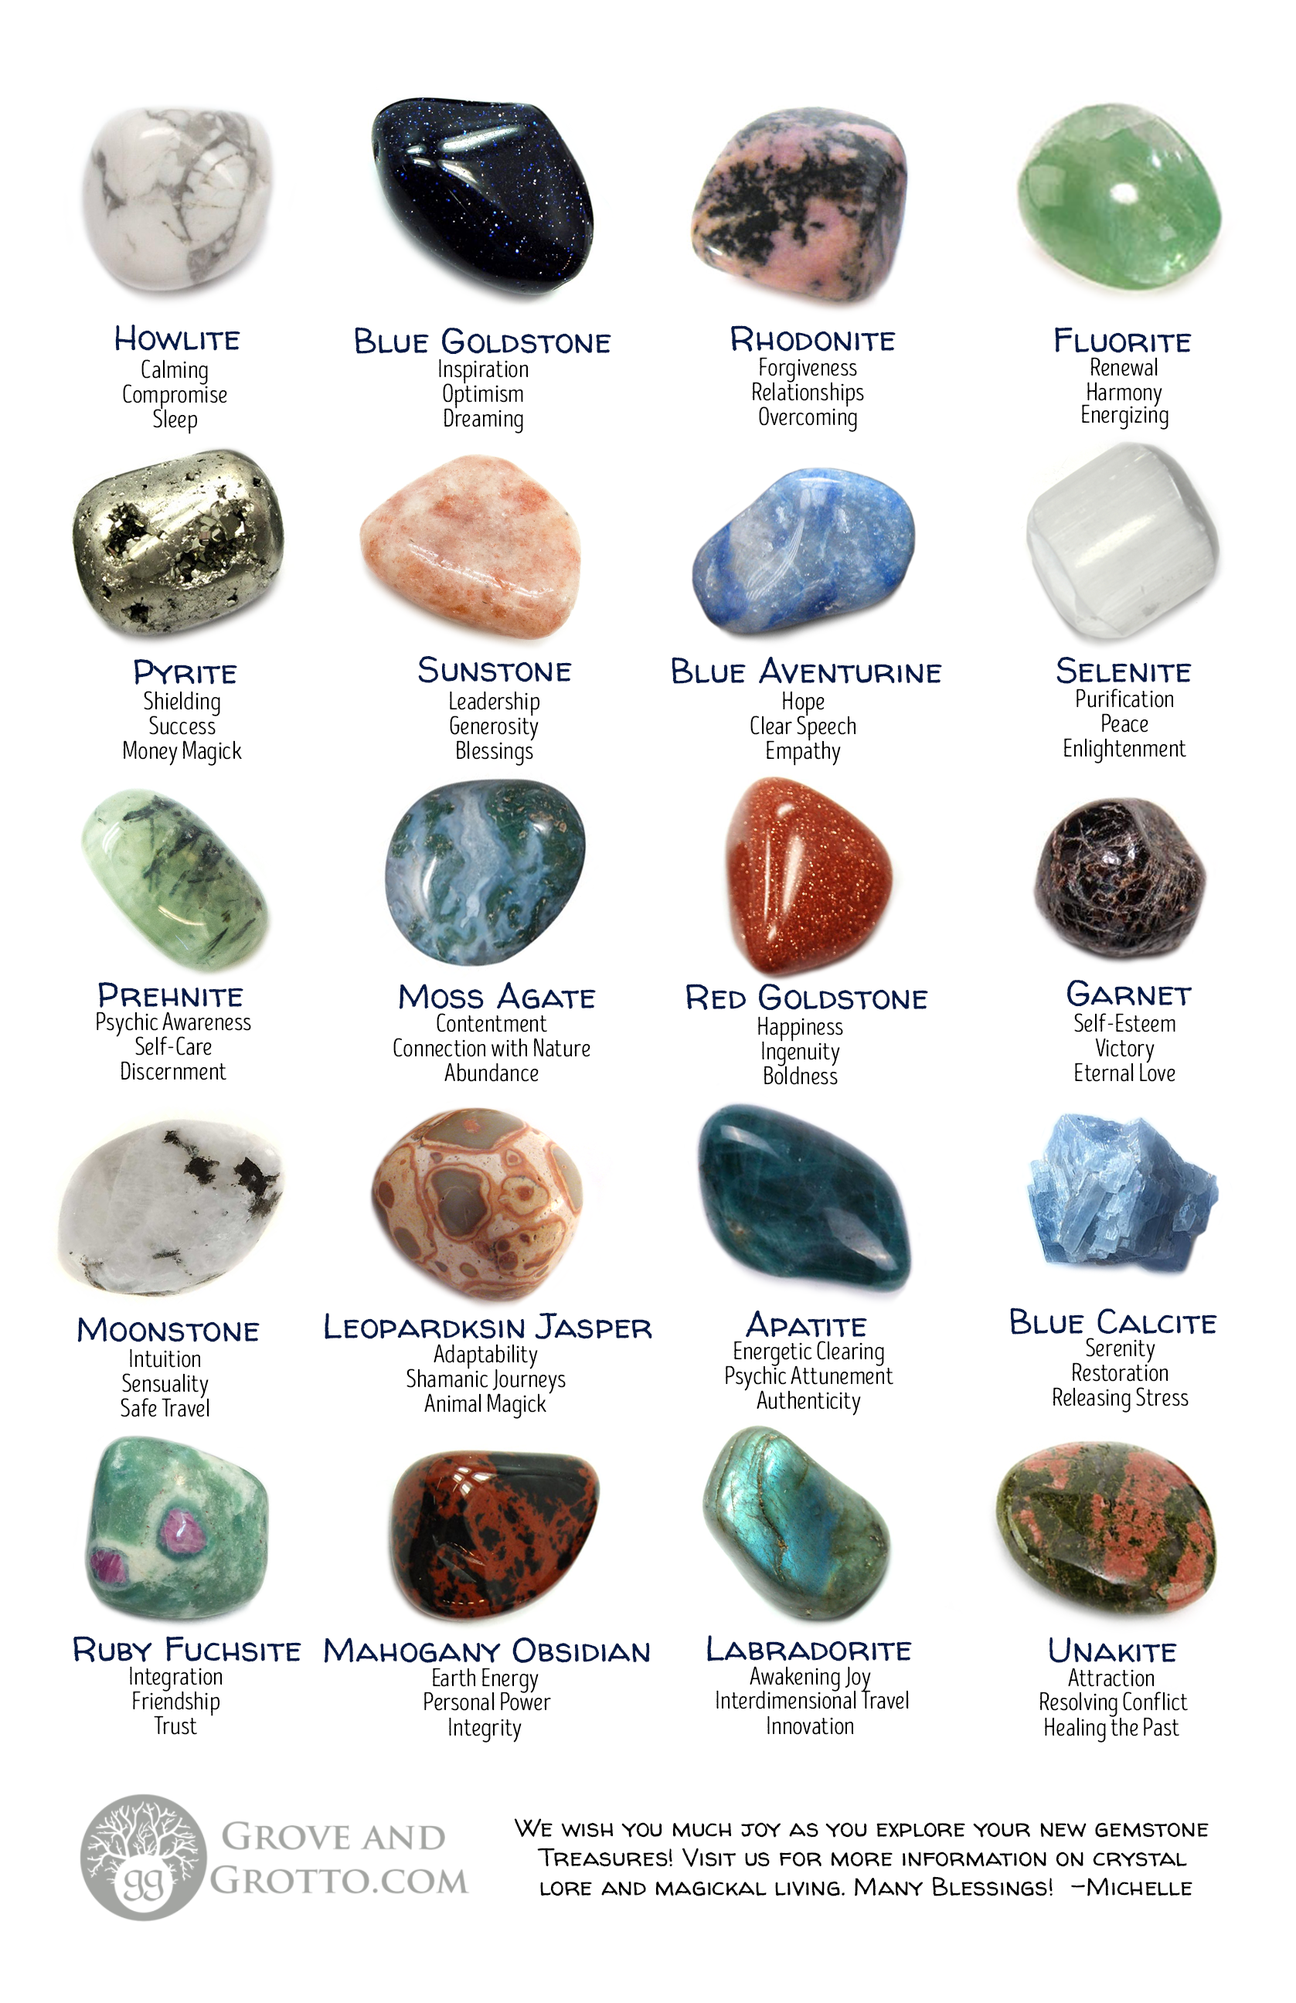 Howlite
Calming
Compromise
Sleep
Blue Goldstone
Inspiration
Optimism
Dreaming
Rhodonite
Forgiveness
Relationships
Overcoming
Fluorite
Renewal
Harmony
Energizing
Pyrite
Shielding
Success
Money Magick
Sunstone
Leadership
Generosity
Blessings
Blue Aventurine
Hope
Clear Speech
Empathy
Selenite
Purification
Peace
Enlightenment
Prehnite
Psychic Awareness
Self-Care
Discernment
Moss Agate
Contentment
Connection with Nature
Abundance
Red Goldstone
Happiness
Ingenuity
Boldness
Garnet
Self-Esteem
Victory
Eternal Love
Moonstone
Intuition
Sensuality
Safe Travel
Leopardksin Jasper
Adaptability
Shamanic Journeys
Animal Magick
Apatite
Energetic Clearing
Psychic Attunement
Authenticity
Blue Calcite
Serenity
Restoration
Releasing Stress
Ruby Fuchsite
Integration
Friendship
Trust
Mahogany Obsidian
Earth Energy
Personal Power
Integrity
Labradorite
Awakening Joy
Interdimensional Travel
Innovation
Unakite
Attraction
Resolving Conflict
Healing the Past
gg
Grove and
Grotto.com
We wish you much joy as you explore your new gemstone
Treasures! Visit us for more information on crystal
lore and magickal living. Many Blessings! -Michelle